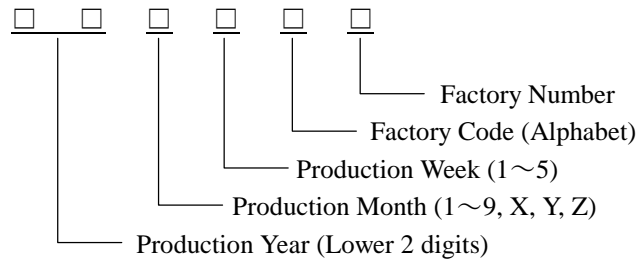 □ □ □ □ □ □
Factory Number
Factory Code (Alphabet)
Production Week (1～5)
Production Month (1～9, X, Y, Z)
Production Year (Lower 2 digits)